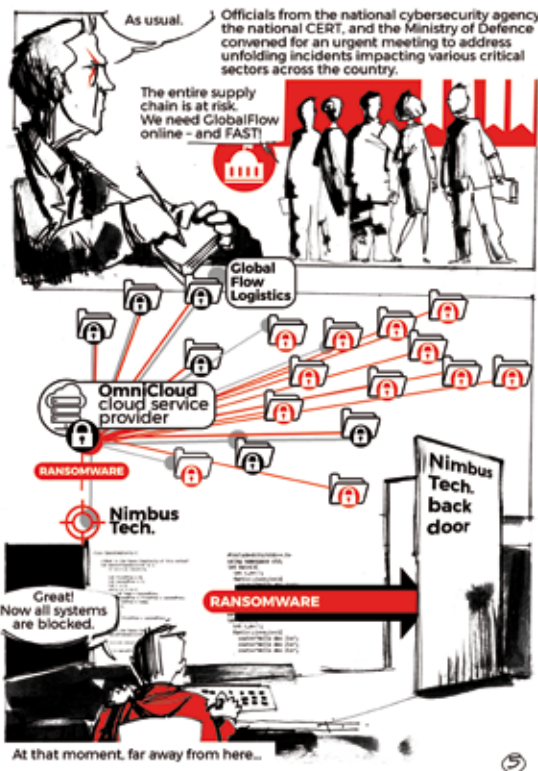 As usual.
Officials from the national cybersecurity agency,
the national CERT, and the Ministry of Defence
convened for an urgent meeting to address
unfolding incidents impacting various critical
sectors across the country.
The entire supply
chain is at risk.
We need GlobalFlow
online – and FAST!
Global
Flow
Logistics
OmniCloud
cloud service
provider
RANSOMWARE
Nimbus
Tech.
Nimbus
Tech.
back
door
RANSOMWARE
Great!
Now all systems
are blocked.
At that moment, far away from here...
5